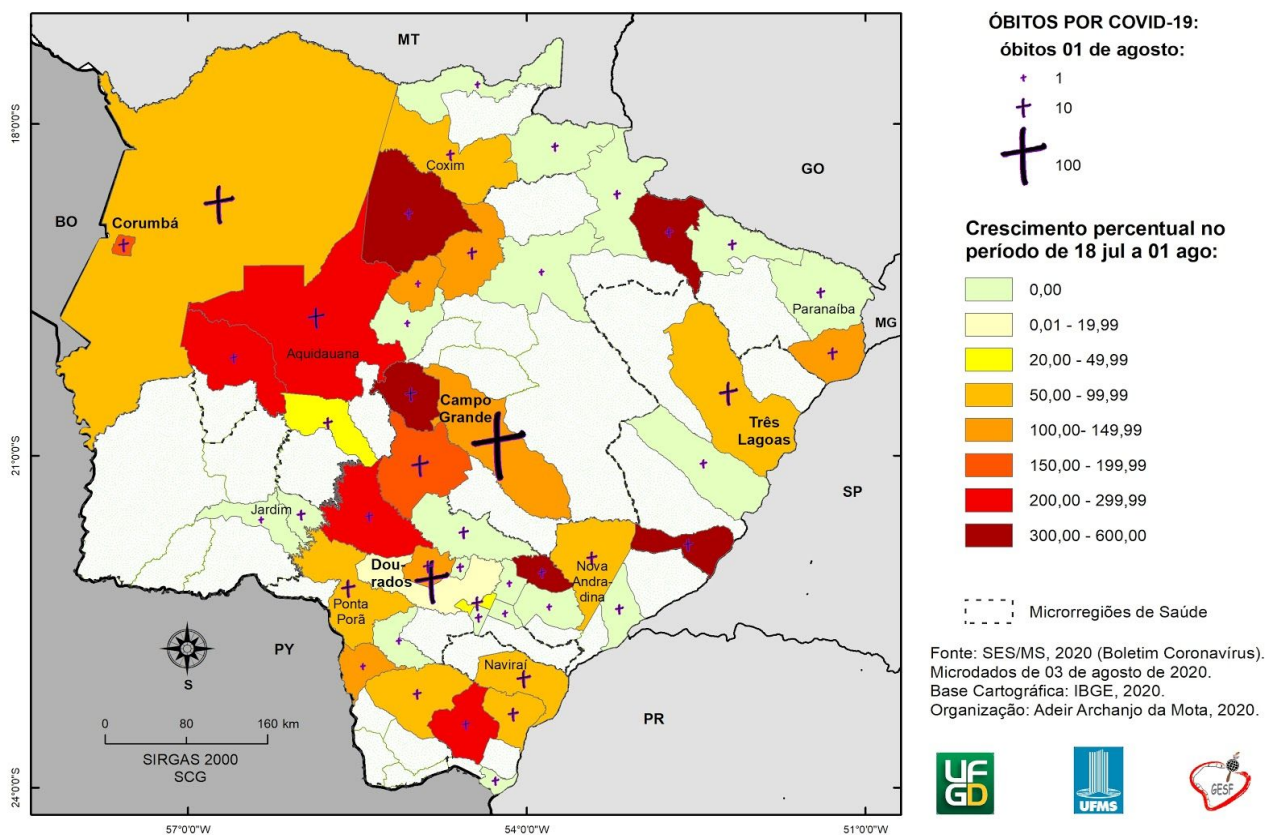 MT
GO
BO
MG
SP
PY
PR
Coxim
Corumbá
Paranaíba
Aquidauana
Campo
Grande
Três
Lagoas
Jardim
Dou-
rados
Nova
Andra-
dina
Ponta
Porã
Naviraí
S
0 80 160 km
SIRGAS 2000
SCG
18°0'0"S
21°0'0"S
24°0'0"S
57°0'0"W
54°0'0"W
51°0'0"W
ÓBITOS POR COVID-19:
óbitos 01 de agosto:
1
10
100
Crescimento percentual no
período de 18 jul a 01 ago:
0,00
0,01 - 19,99
20,00 - 49,99
50,00 - 99,99
100,00- 149,99
150,00 - 199,99
200,00 - 299,99
300,00 - 600,00
Microrregiões de Saúde
Fonte: SES/MS, 2020 (Boletim Coronavírus).
Microdados de 03 de agosto de 2020.
Base Cartográfica: IBGE, 2020.
Organização: Adeir Archanjo da Mota, 2020.
UF
GD
UFMS
GESF